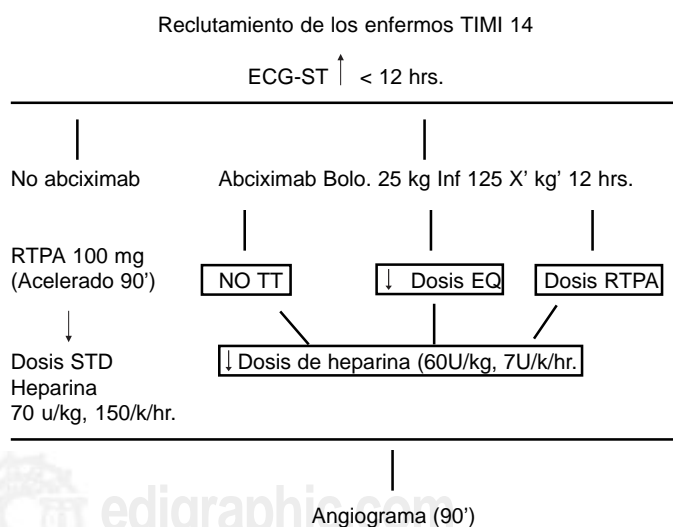 Reclutamiento de los enfermos TIMI 14
ECG-ST ↑ < 12 hrs.
No abciximab
Abciximab Bolo. 25 kg Inf 125 X' kg' 12 hrs.
RTPA 100 mg
(Acelerado 90')
NO TT
↓ Dosis EQ
Dosis RTPA
↓
Dosis STD
Heparina
70 u/kg, 150/k/hr.
↓ Dosis de heparina (60U/kg, 7U/k/hr.
edigraphic.com
Angiograma (90')